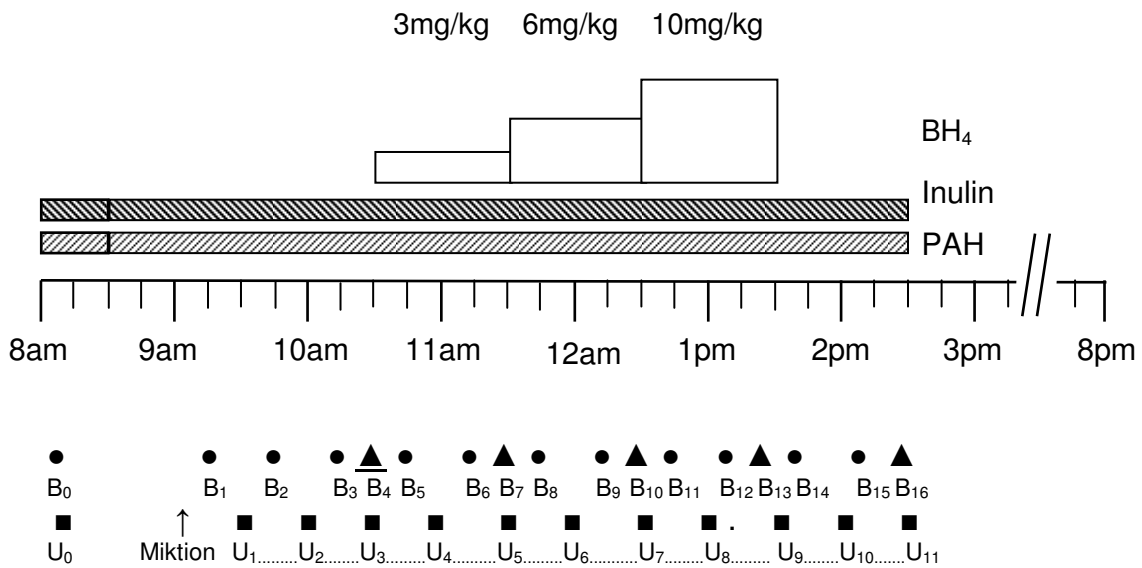 3mg/kg 6mg/kg 10mg/kg
BH₄
Inulin
PAH
8am 9am 10am 11am 12am 1pm 2pm 3pm 8pm
B₀ B₁ B₂ B₃ B₄ B₅ B₆ B₇ B₈ B₉ B₁₀ B₁₁ B₁₂ B₁₃ B₁₄ B₁₅ B₁₆
U₀ Miktion U₁.........U₂.........U₃.........U₄.........U₅.........U₆...........U₇.........U₈...........U₉.........U₁₀.......U₁₁